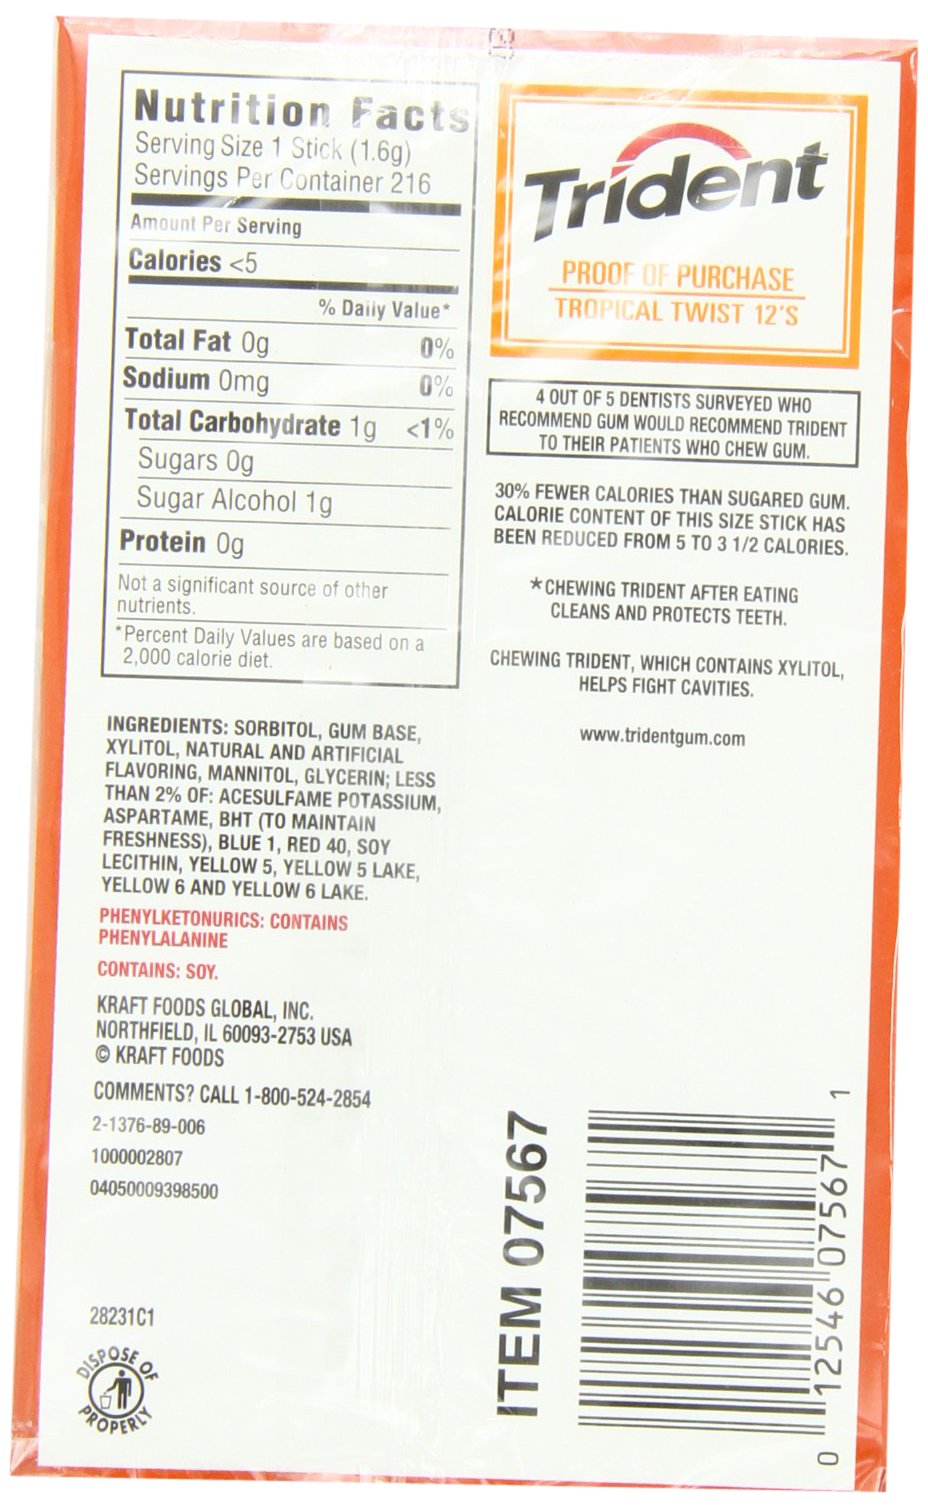 Nutrition Facts
Serving Size 1 Stick (1.6g)
Servings Per Container 216
Amount Per Serving
Calories <5
% Daily Value*
Total Fat 0g 0%
Sodium 0mg 0%
Total Carbohydrate 1g <1%
Sugars 0g
Sugar Alcohol 1g
Protein 0g
Not a significant source of other
nutrients.
*Percent Daily Values are based on a
2,000 calorie diet.
INGREDIENTS: SORBITOL, GUM BASE,
XYLITOL, NATURAL AND ARTIFICIAL
FLAVORING, MANNITOL, GLYCERIN; LESS
THAN 2% OF: ACESULFAME POTASSIUM,
ASPARTAME, BHT (TO MAINTAIN
FRESHNESS), BLUE 1, RED 40, SOY
LECITHIN, YELLOW 5, YELLOW 5 LAKE,
YELLOW 6 AND YELLOW 6 LAKE.
PHENYLKETONURICS: CONTAINS
PHENYLALANINE
CONTAINS: SOY.
KRAFT FOODS GLOBAL, INC.
NORTHFIELD, IL 60093-2753 USA
© KRAFT FOODS
COMMENTS? CALL 1-800-524-2854
2-1376-89-006
1000002807
04050009398500
28231C1
DISPOSE OF
PROPERLY
Trident
PROOF OF PURCHASE
TROPICAL TWIST 12'S
4 OUT OF 5 DENTISTS SURVEYED WHO
RECOMMEND GUM WOULD RECOMMEND TRIDENT
TO THEIR PATIENTS WHO CHEW GUM.
30% FEWER CALORIES THAN SUGARED GUM.
CALORIE CONTENT OF THIS SIZE STICK HAS
BEEN REDUCED FROM 5 TO 3 1/2 CALORIES.
*CHEWING TRIDENT AFTER EATING
CLEANS AND PROTECTS TEETH.
CHEWING TRIDENT, WHICH CONTAINS XYLITOL,
HELPS FIGHT CAVITIES.
www.tridentgum.com
ITEM 07567
0 12546 07567 1